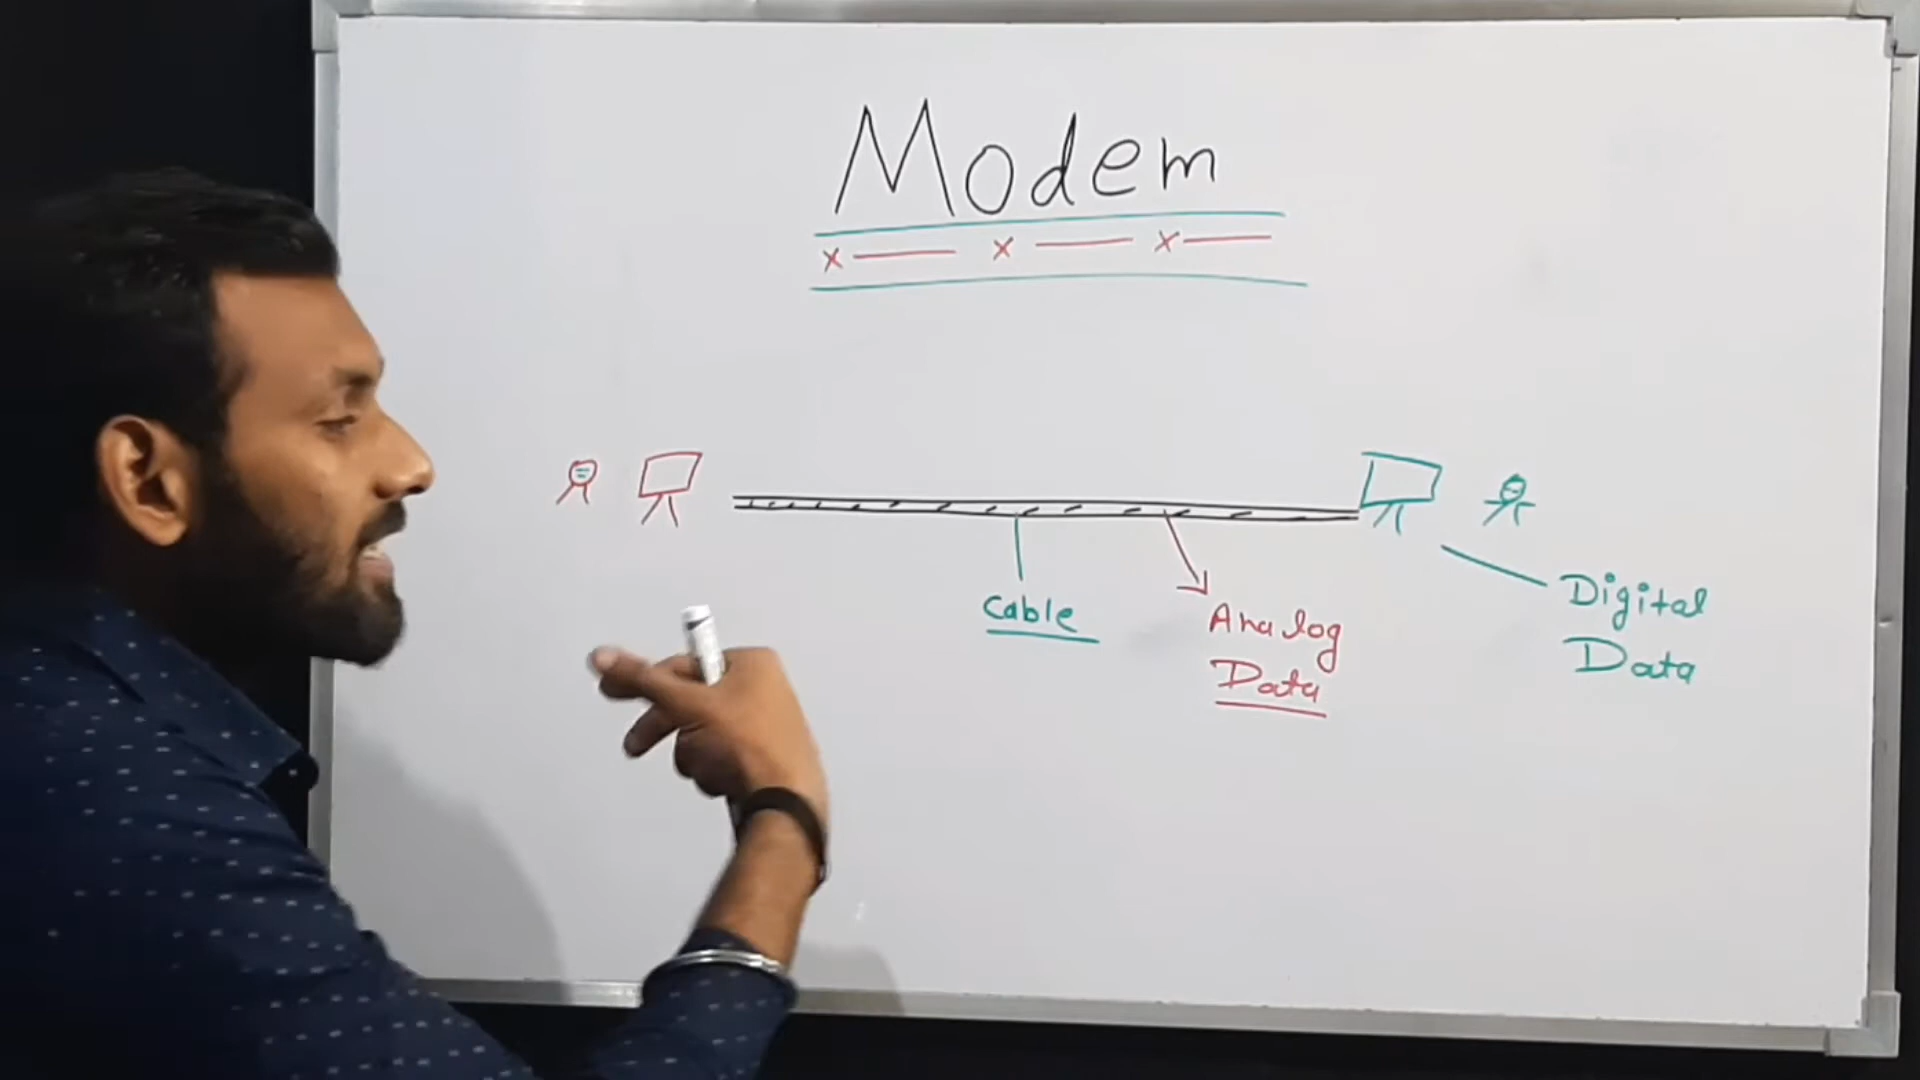 Modem
x — x — x —
Cable
Analog
Data
Digital
Data